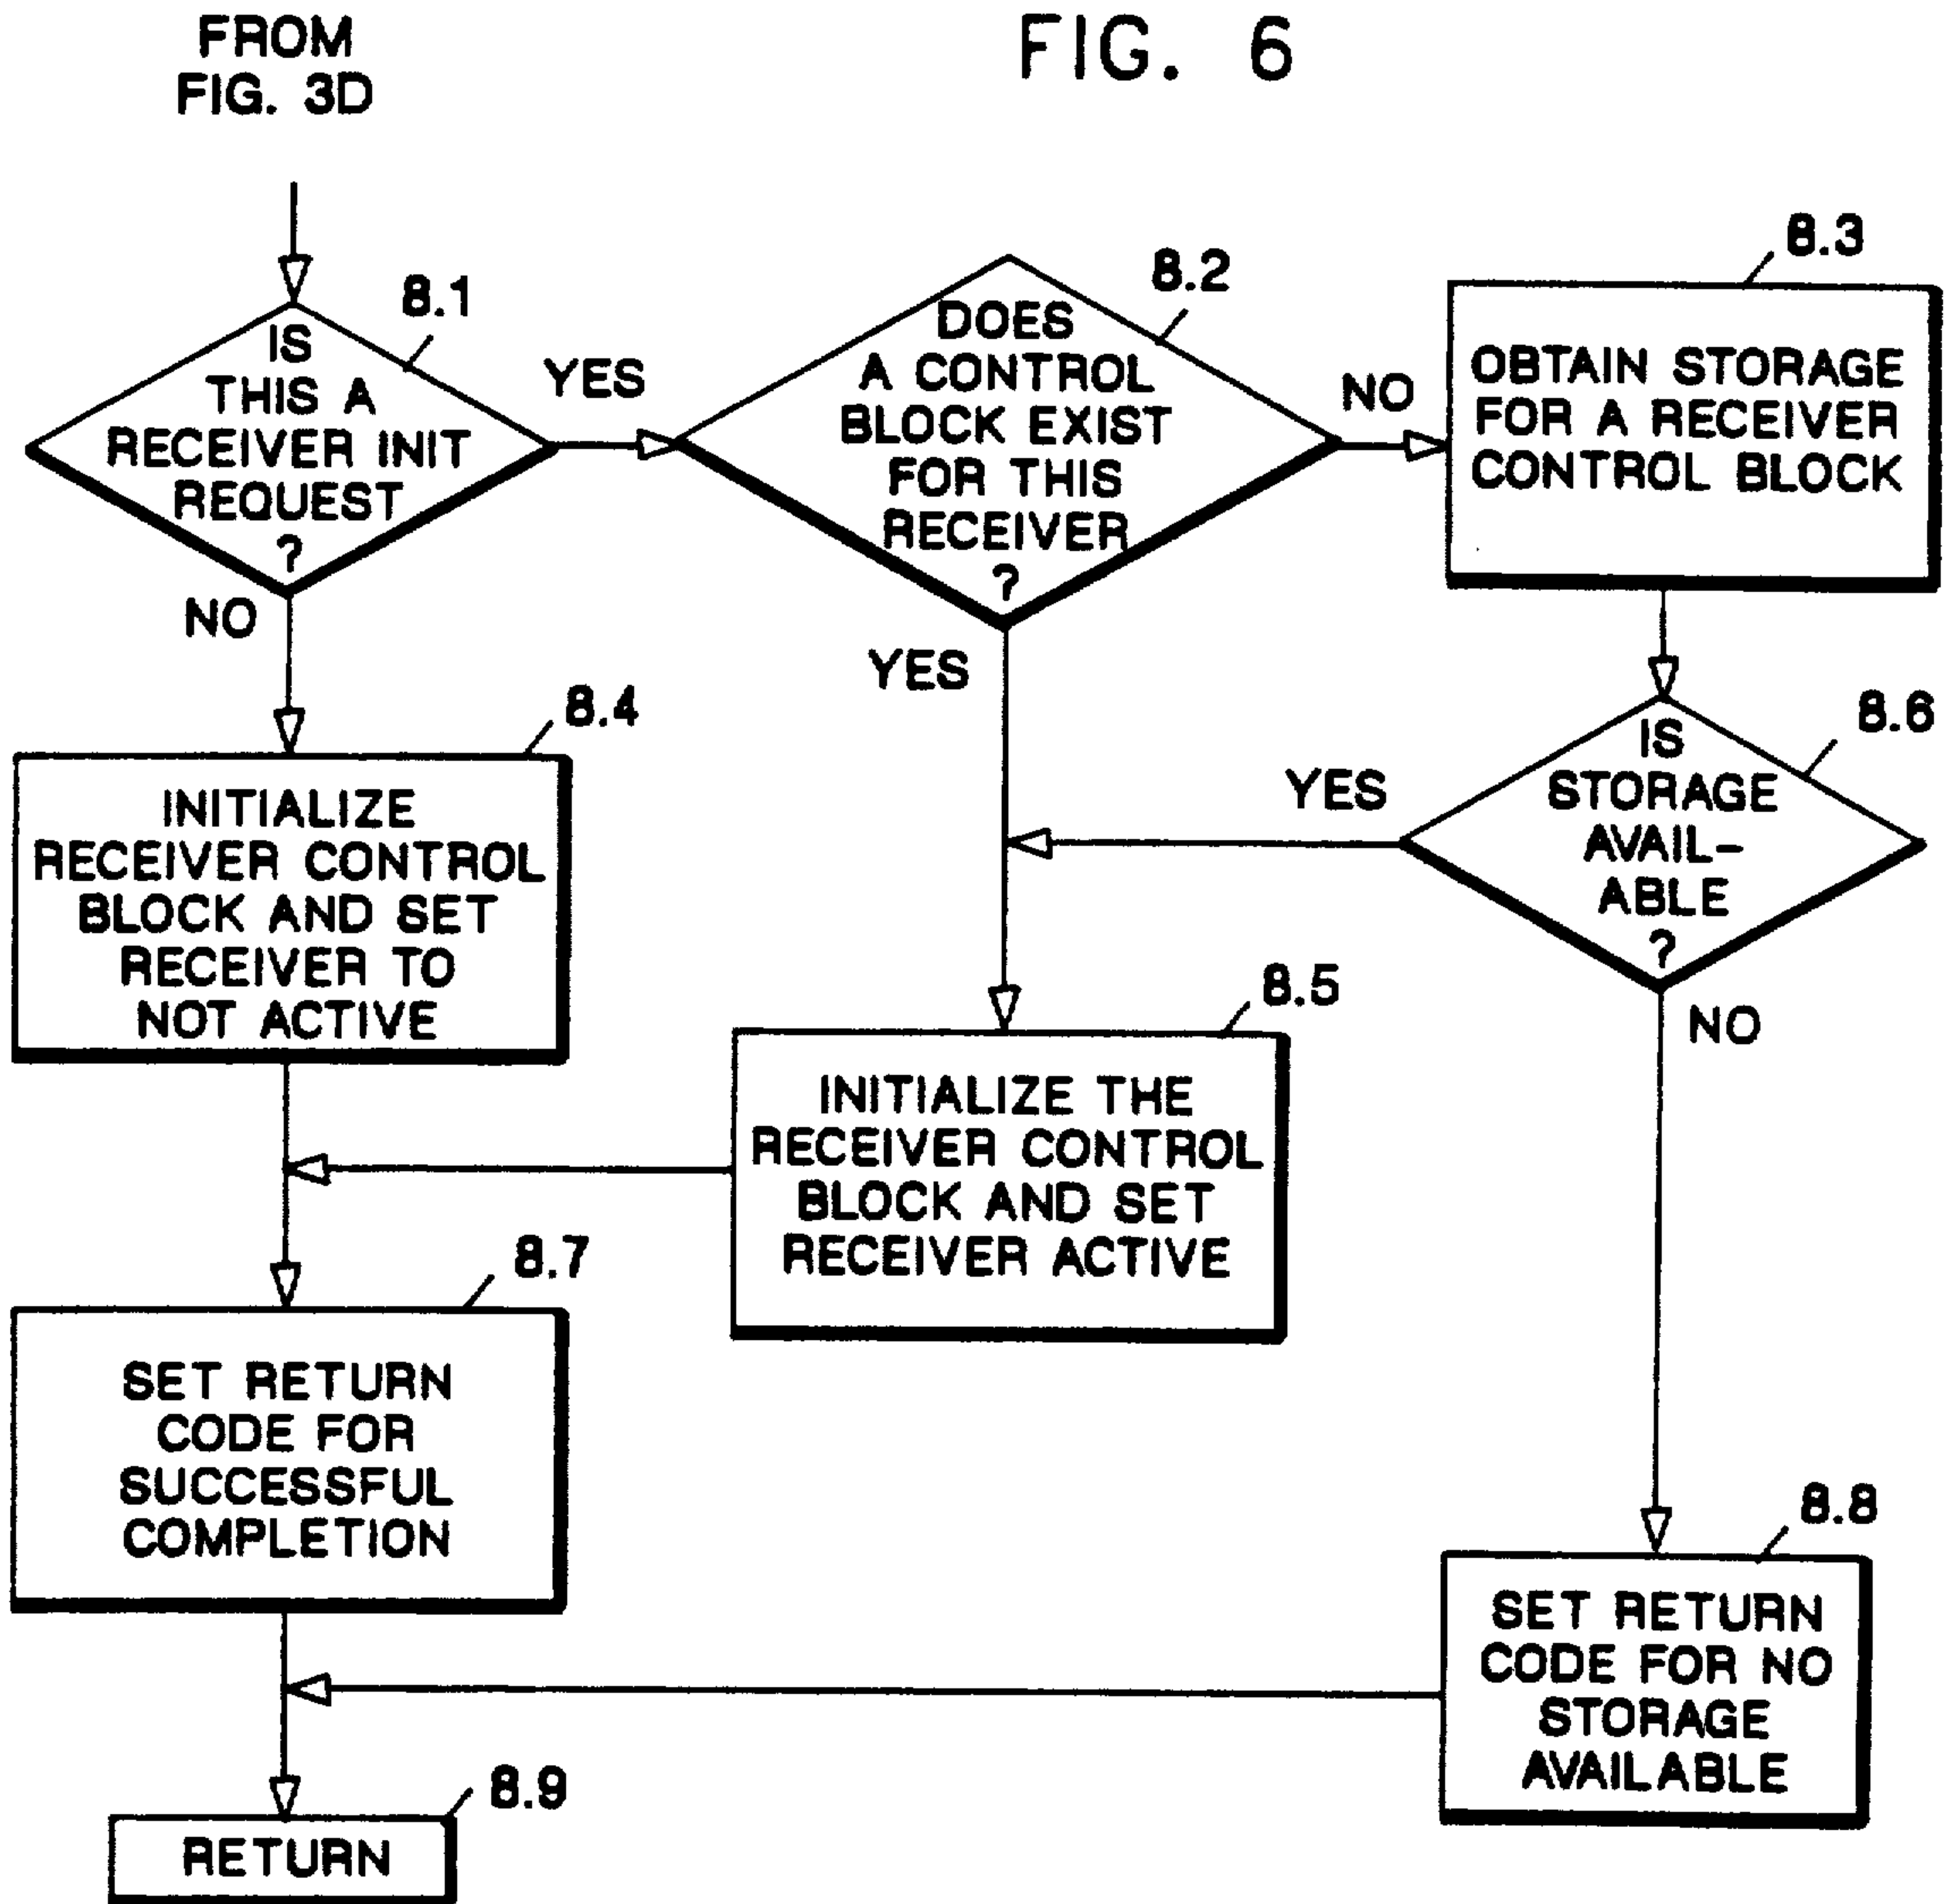 FROM
FIG. 3D
FIG. 6
8.1
IS
THIS A
RECEIVER INIT
REQUEST
?
YES
NO
8.2
DOES
A CONTROL
BLOCK EXIST
FOR THIS
RECEIVER
?
NO
YES
8.3
OBTAIN STORAGE
FOR A RECEIVER
CONTROL BLOCK
8.4
INITIALIZE
RECEIVER CONTROL
BLOCK AND SET
RECEIVER TO
NOT ACTIVE
8.6
IS
STORAGE
AVAIL-
ABLE
?
YES
NO
8.5
INITIALIZE THE
RECEIVER CONTROL
BLOCK AND SET
RECEIVER ACTIVE
8.7
SET RETURN
CODE FOR
SUCCESSFUL
COMPLETION
8.8
SET RETURN
CODE FOR NO
STORAGE
AVAILABLE
8.9
RETURN